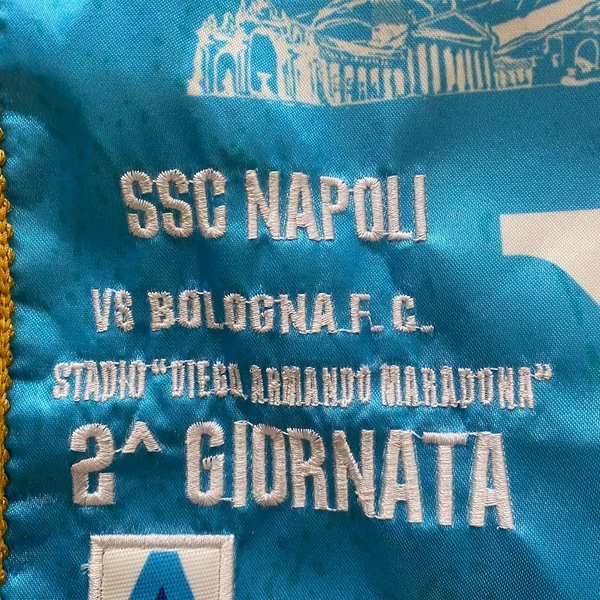 SSC NAPOLI
VS BOLOGNA F. C.
STADIO "DIEGO ARMANDO MARADONA"
2^ GIORNATA